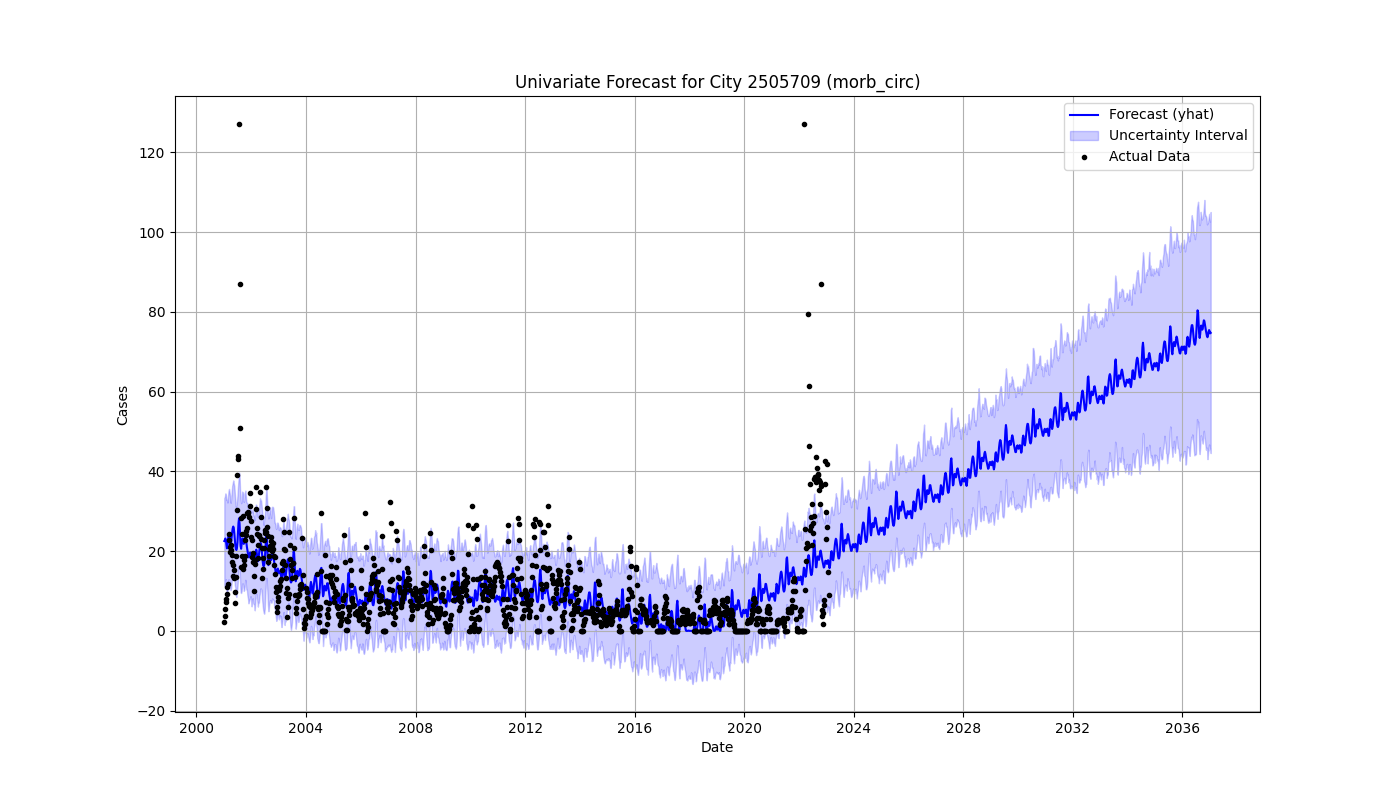 Univariate Forecast for City 2505709 (morb_circ)
Forecast (yhat)
Uncertainty Interval
Actual Data
120
100
80
60
40
20
0
−20
Cases
2000 2004 2008 2012 2016 2020 2024 2028 2032 2036
Date